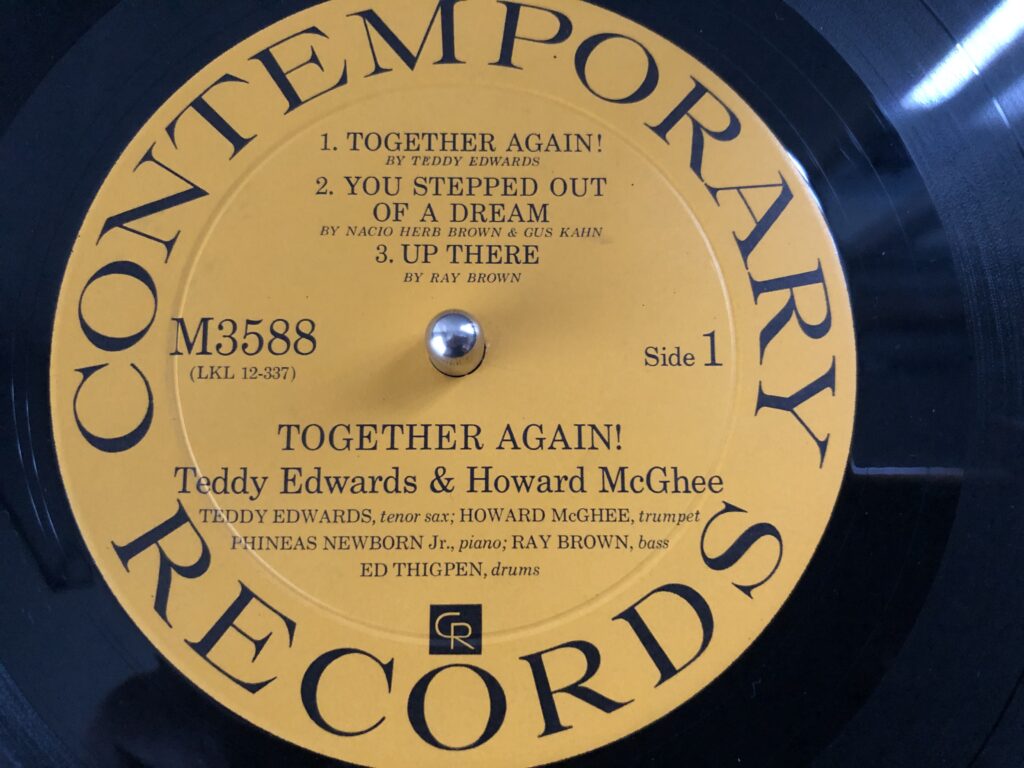 CONTEMPORARY
1. TOGETHER AGAIN!
BY TEDDY EDWARDS
2. YOU STEPPED OUT
OF A DREAM
BY NACIO HERB BROWN & GUS KAHN
3. UP THERE
BY RAY BROWN
M3588
(LKL 12-337)
Side 1
TOGETHER AGAIN!
Teddy Edwards & Howard McGhee
TEDDY EDWARDS, tenor sax; HOWARD McGHEE, trumpet
PHINEAS NEWBORN Jr., piano; RAY BROWN, bass
ED THIGPEN, drums
CR
RECORDS